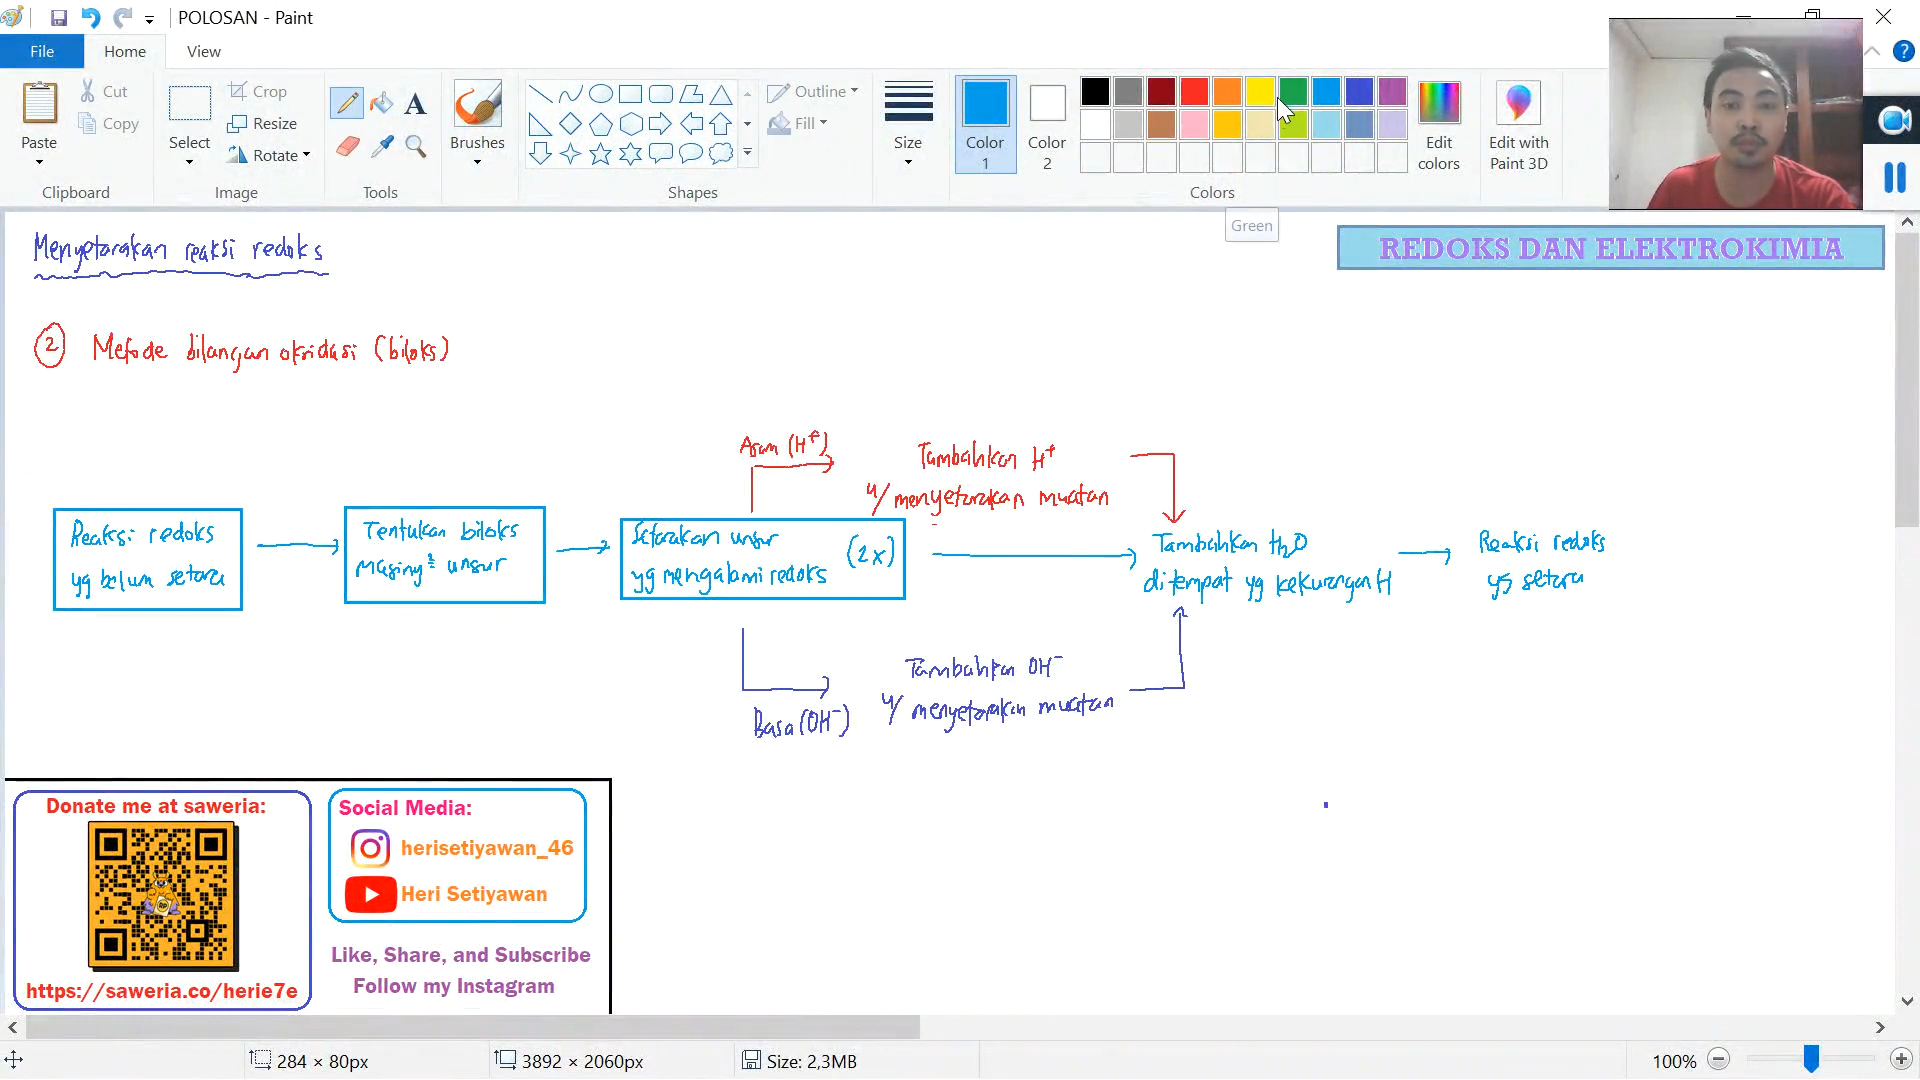 POLOSAN - Paint
File
Home
View
Paste
Cut
Copy
Clipboard
Select
Crop
Resize
Rotate
Image
Tools
Brushes
Outline
Fill
Shapes
Size
Color 1
Color 2
Edit colors
Edit with Paint 3D
Colors
Green
Menyetarakan reaksi redoks
REDOKS DAN ELEKTROKIMIA
2 Metode bilangan oksidasi (biloks)
Asam (H⁺)
Tambahkan H⁺
u/ menyetarakan muatan
Reaksi redoks
yg belum setara
Tentukan biloks
masing² unsur
Setarakan unsur
yg mengalami redoks
(2x)
Tambahkan H₂O
ditempat yg kekurangan H
Reaksi redoks
yg setara
Basa (OH⁻)
Tambahkan OH⁻
u/ menyetarakan muatan
Donate me at saweria:
https://saweria.co/herie7e
Social Media:
herisetiyawan_46
Heri Setiyawan
Like, Share, and Subscribe
Follow my Instagram
284 × 80px
3892 × 2060px
Size: 2,3MB
100%